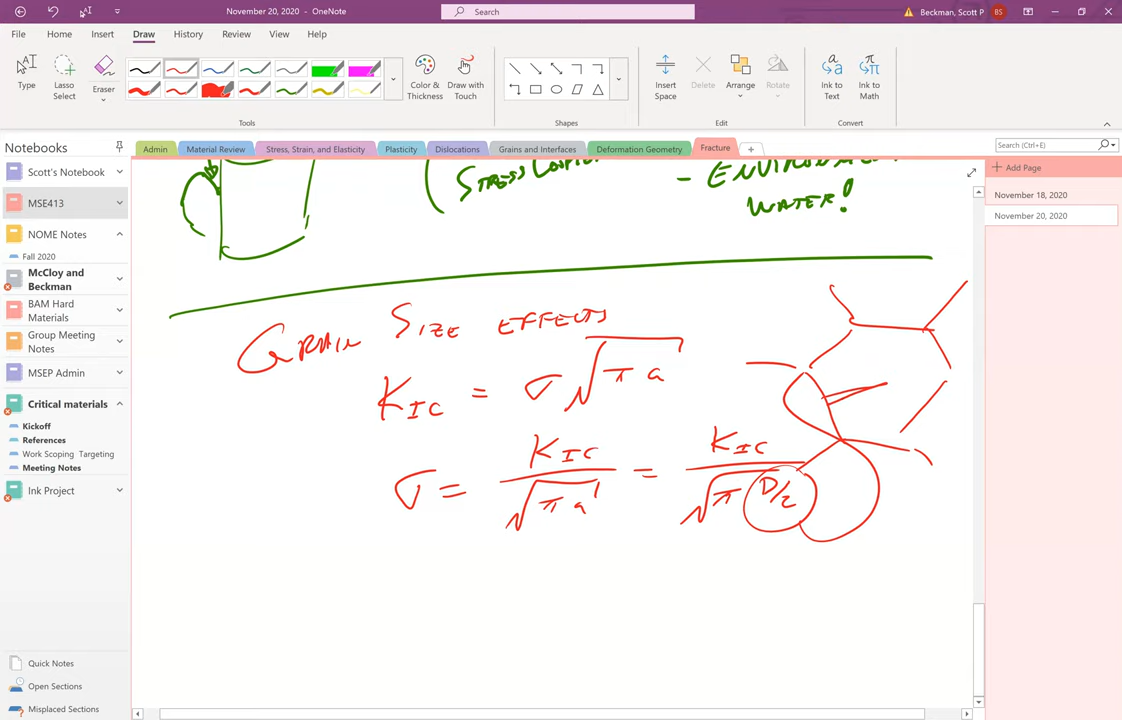 November 20, 2020 - OneNote
Search
Beckman, Scott P
BS
File Home Insert Draw History Review View Help
Type
Lasso Select
Eraser
Color & Thickness
Draw with Touch
Insert Space
Delete
Arrange
Rotate
Ink to Text
Ink to Math
Tools
Shapes
Edit
Convert
Notebooks
Admin Material Review Stress, Strain, and Elasticity Plasticity Dislocations Grains and Interfaces Deformation Geometry Fracture
Search (Ctrl+E)
Add Page
November 18, 2020
November 20, 2020
Scott's Notebook
MSE413
NOME Notes
Fall 2020
McCloy and Beckman
BAM Hard Materials
Group Meeting Notes
MSEP Admin
Critical materials
Kickoff
References
Work Scoping Targeting
Meeting Notes
Ink Project
Quick Notes
Open Sections
Misplaced Sections
WATER!
GRAIN SIZE EFFECTS
K_IC = σ√(π a)
σ = K_IC / √(π a) = K_IC / √(π D/2)